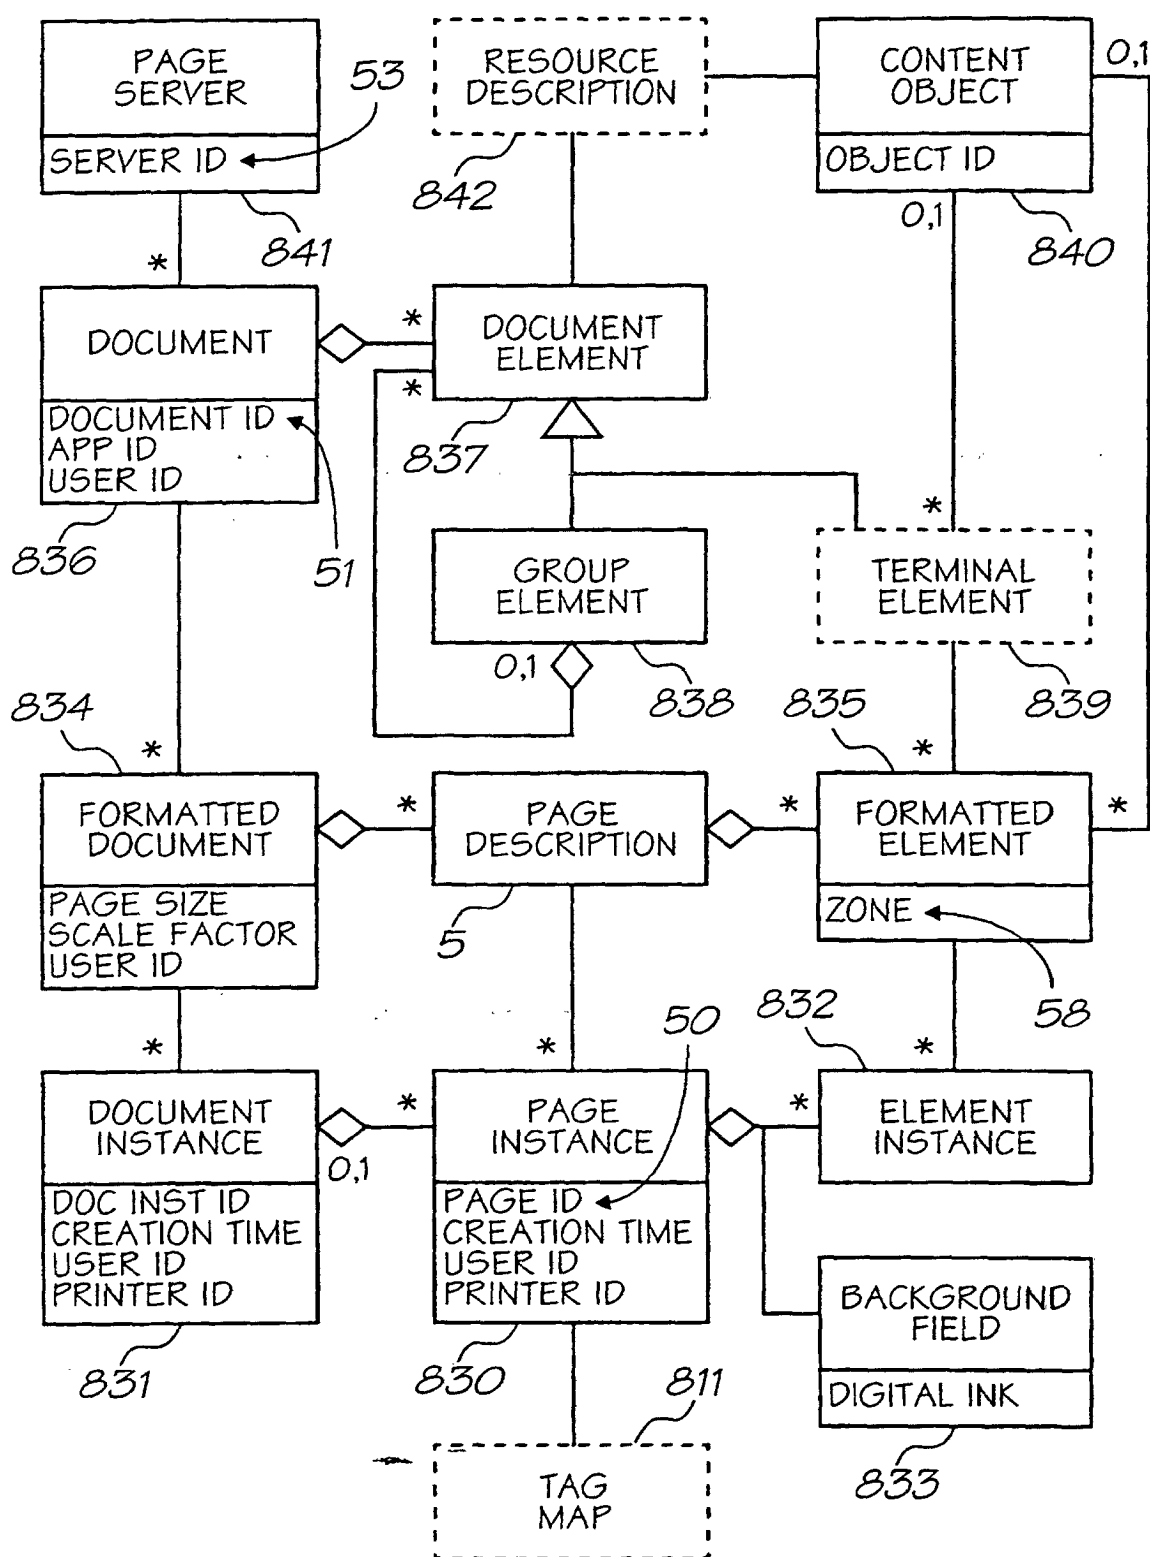 PAGE
SERVER
53
SERVER ID
841
*
RESOURCE
DESCRIPTION
842
CONTENT
OBJECT
0,1
OBJECT ID
0,1
840
DOCUMENT
*
DOCUMENT
ELEMENT
*
837
DOCUMENT ID
APP ID
USER ID
836
51
GROUP
ELEMENT
0,1
838
*
TERMINAL
ELEMENT
839
834
*
FORMATTED
DOCUMENT
*
PAGE
DESCRIPTION
*
835
*
FORMATTED
ELEMENT
*
PAGE SIZE
SCALE FACTOR
USER ID
5
ZONE
58
*
DOCUMENT
INSTANCE
*
0,1
50
*
PAGE
INSTANCE
*
832
*
ELEMENT
INSTANCE
DOC INST ID
CREATION TIME
USER ID
PRINTER ID
831
PAGE ID
CREATION TIME
USER ID
PRINTER ID
830
BACKGROUND
FIELD
DIGITAL INK
833
811
TAG
MAP